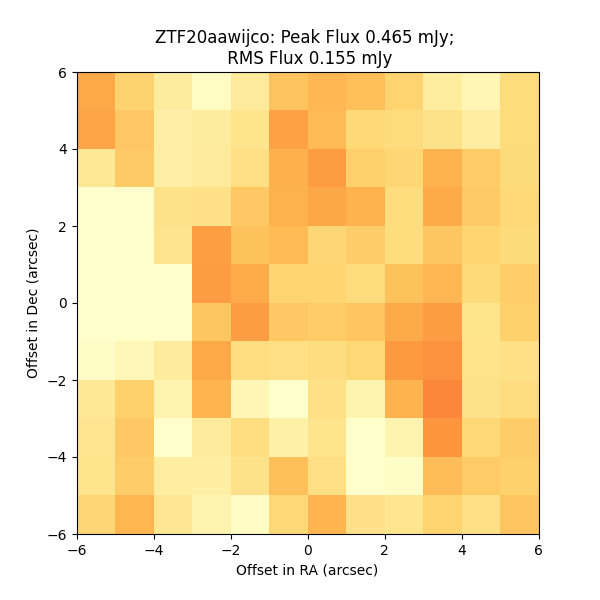 ZTF20aawijco: Peak Flux 0.465 mJy;
RMS Flux 0.155 mJy
6
4
2
0
−2
−4
−6
Offset in Dec (arcsec)
−6 −4 −2 0 2 4 6
Offset in RA (arcsec)